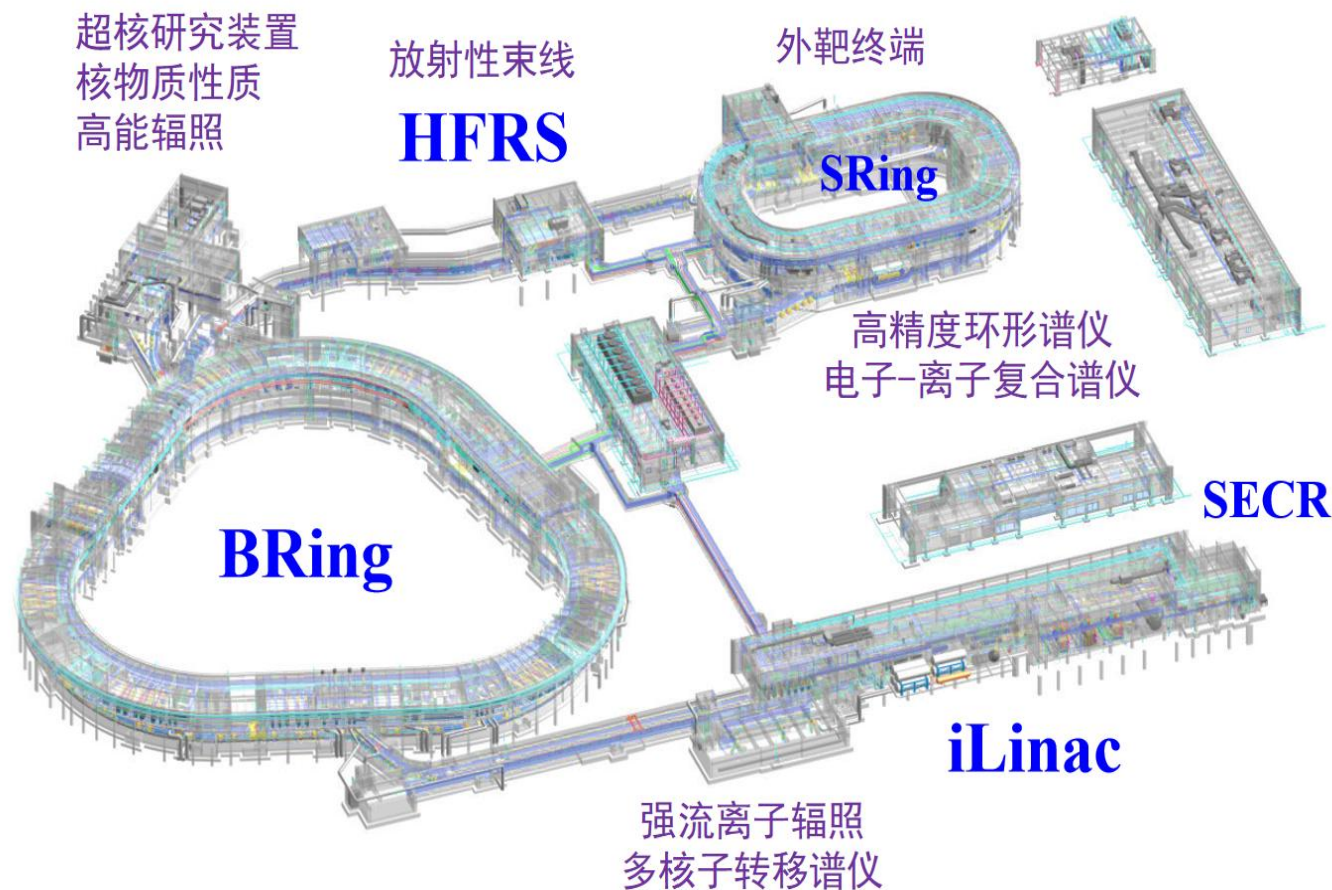 超核研究装置
核物质性质
高能辐照
放射性束线
HFRS
外靶终端
SRing
高精度环形谱仪
电子-离子复合谱仪
SECR
BRing
iLinac
强流离子辐照
多核子转移谱仪